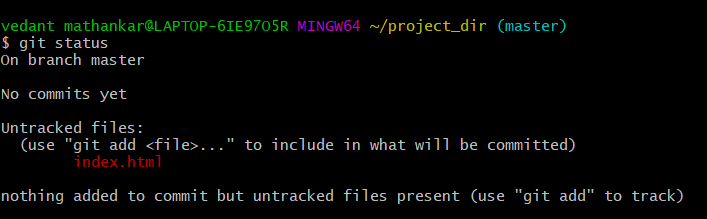 vedant mathankar@LAPTOP-6IE97O5R MINGW64 ~/project_dir (master)
$ git status
On branch master
No commits yet
Untracked files:
  (use "git add <file>..." to include in what will be committed)
        index.html
nothing added to commit but untracked files present (use "git add" to track)